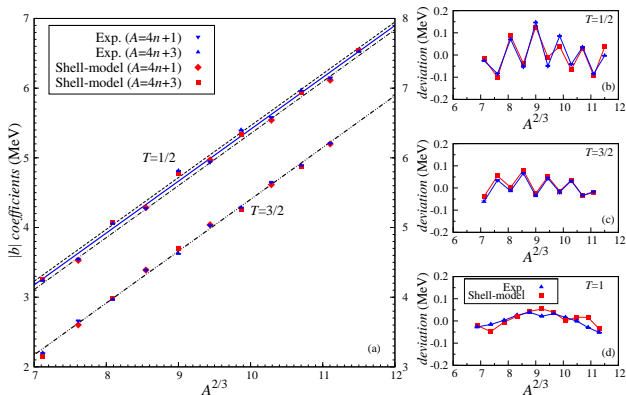 7
6
5
4
3
2
|b| coefficients (MeV)
8
7
6
5
4
3
7 8 9 10 11 12
A^{2/3}
Exp. (A=4n+1)
Exp. (A=4n+3)
Shell-model (A=4n+1)
Shell-model (A=4n+3)
T=1/2
T=3/2
(a)
0.2
0.1
0.0
-0.1
-0.2
deviation (MeV)
T=1/2
(b)
6 7 8 9 10 11 12
A^{2/3}
0.2
0.1
0.0
-0.1
-0.2
deviation (MeV)
T=3/2
(c)
6 7 8 9 10 11 12
A^{2/3}
0.2
0.1
0.0
-0.1
-0.2
deviation (MeV)
Exp.
Shell-model
T=1
(d)
6 7 8 9 10 11 12
A^{2/3}